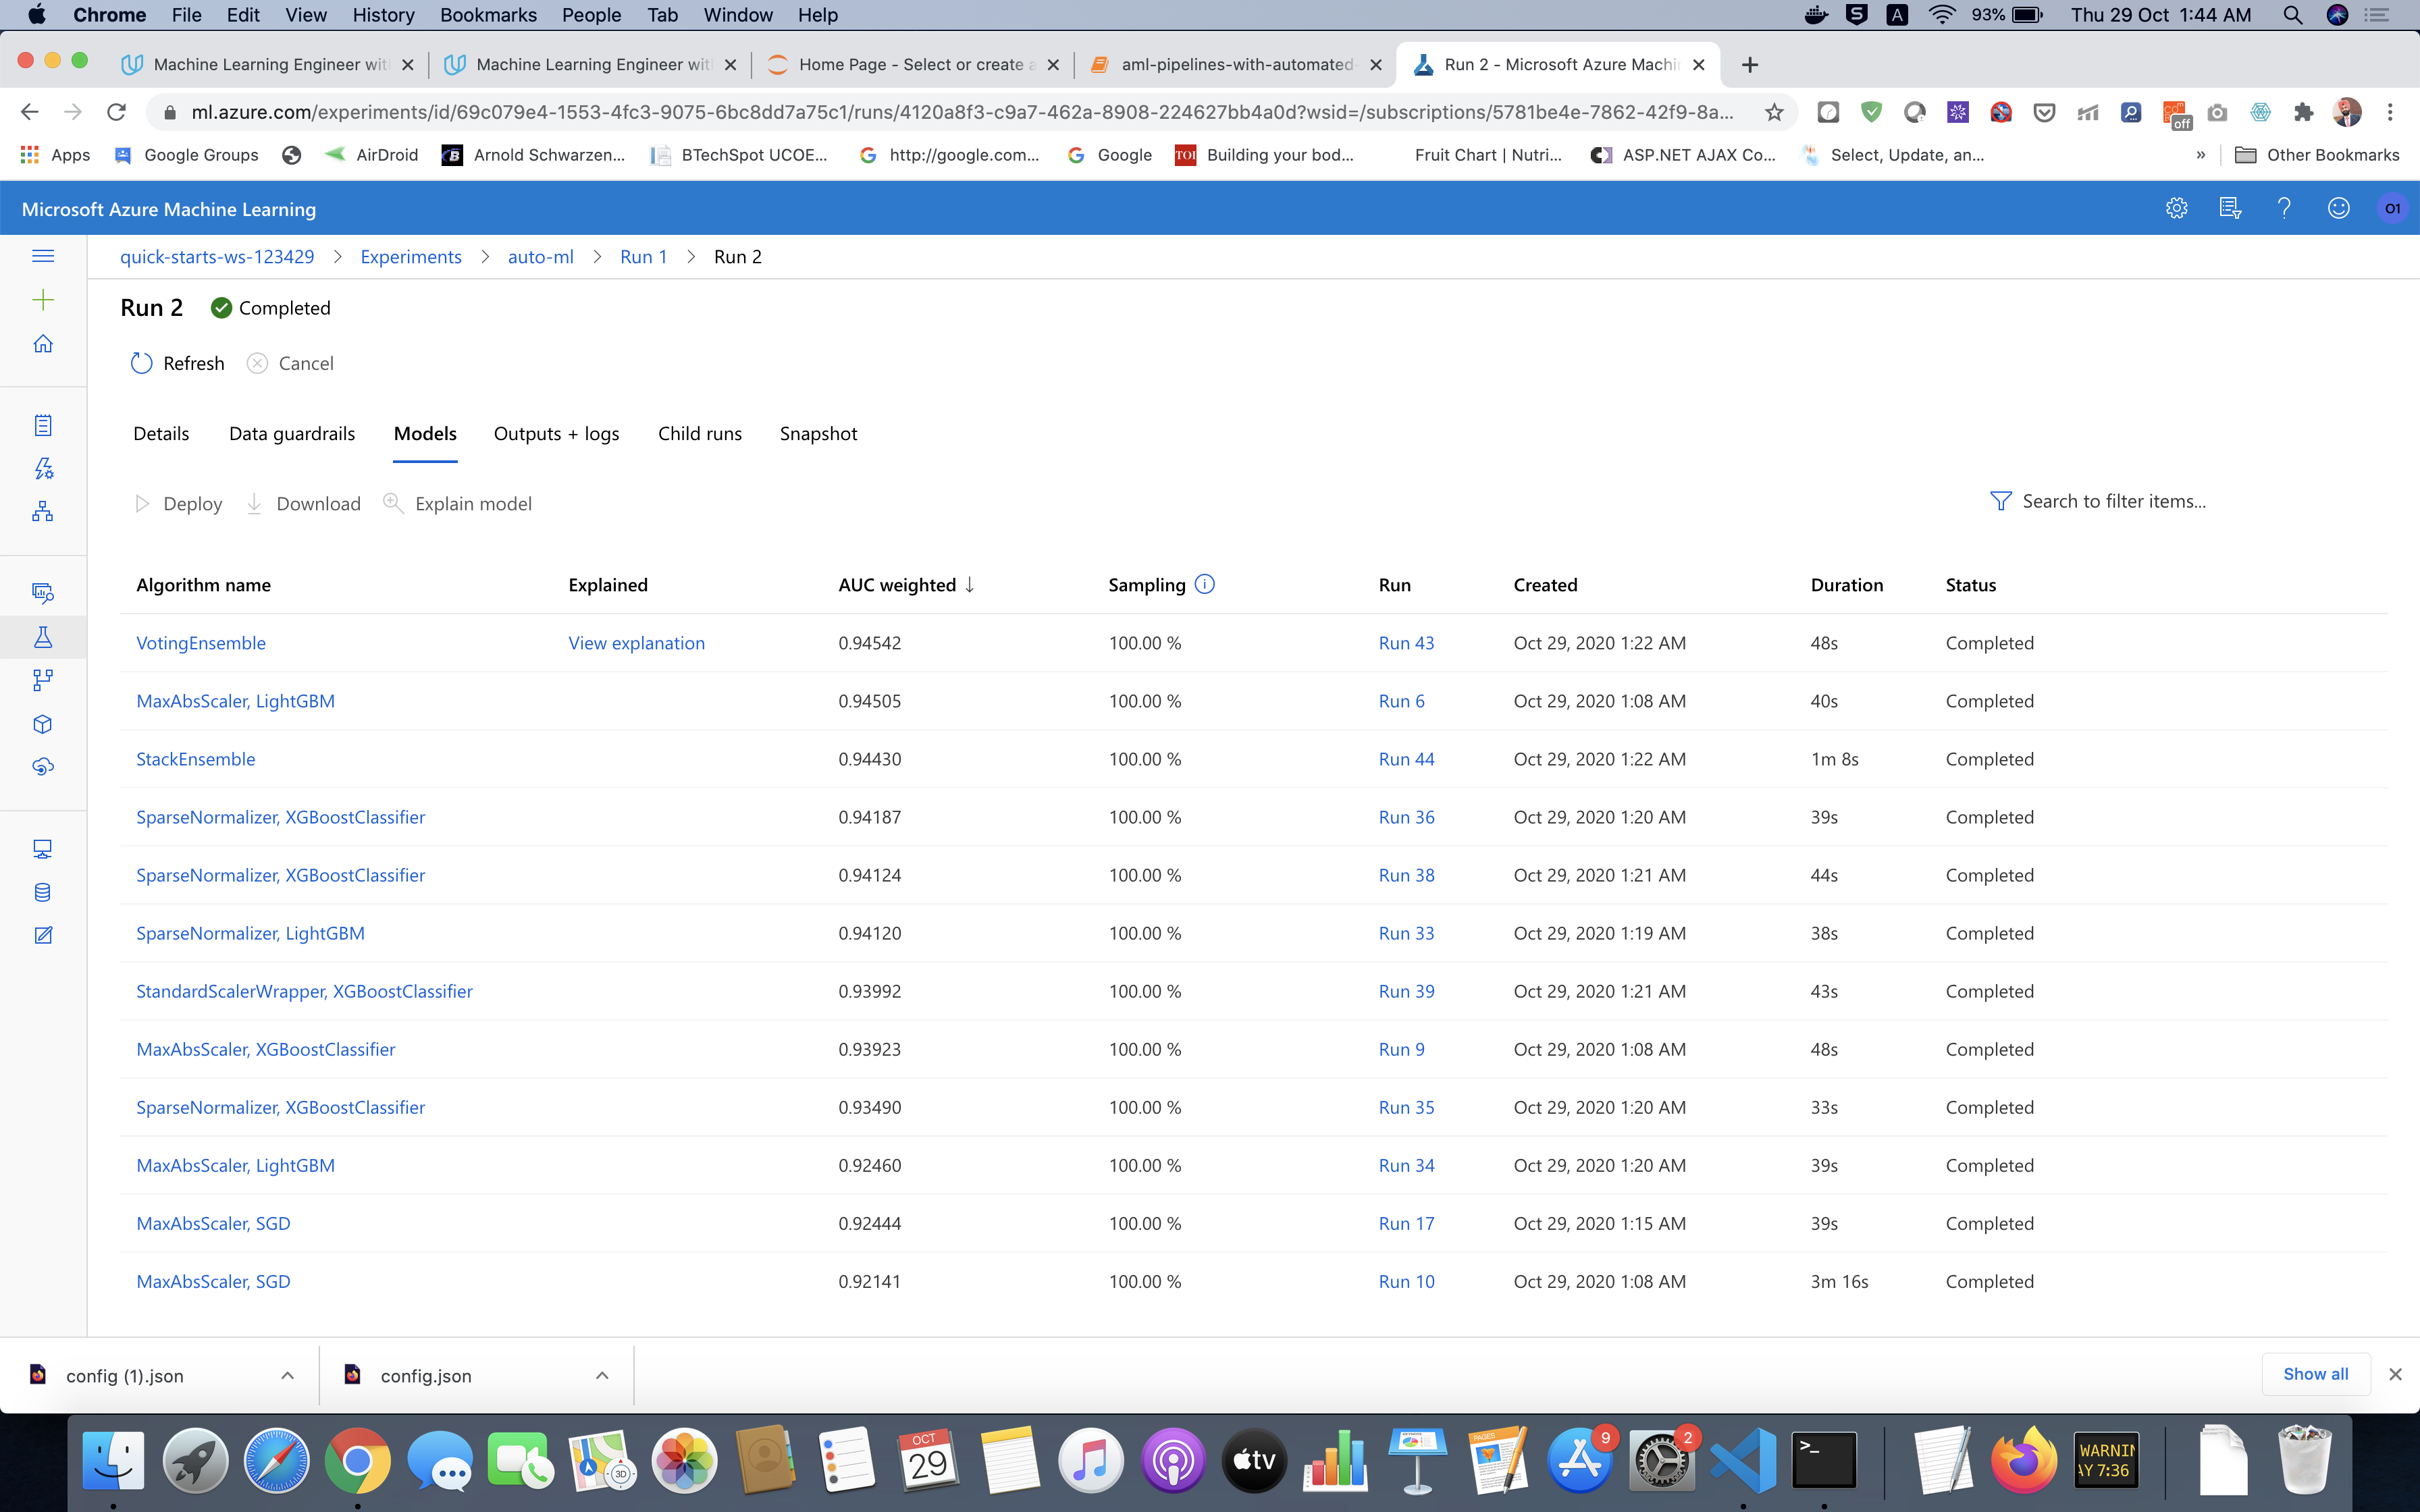 Chrome File Edit View History Bookmarks People Tab Window Help 93% Thu 29 Oct 1:44 AM
Machine Learning Engineer wit Machine Learning Engineer wit Home Page - Select or create a aml-pipelines-with-automated- Run 2 - Microsoft Azure Machin
ml.azure.com/experiments/id/69c079e4-1553-4fc3-9075-6bc8dd7a75c1/runs/4120a8f3-c9a7-462a-8908-224627bb4a0d?wsid=/subscriptions/5781be4e-7862-42f9-8a... off
Apps Google Groups AirDroid Arnold Schwarzen... BTechSpot UCOE... http://google.com... Google TOI Building your bod... Fruit Chart | Nutri... ASP.NET AJAX Co... Select, Update, an... » Other Bookmarks
Microsoft Azure Machine Learning O1
quick-starts-ws-123429 > Experiments > auto-ml > Run 1 > Run 2
Run 2 Completed
Refresh Cancel
Details Data guardrails Models Outputs + logs Child runs Snapshot
Deploy Download Explain model Search to filter items...
Algorithm name Explained AUC weighted ↓ Sampling Run Created Duration Status
VotingEnsemble View explanation 0.94542 100.00 % Run 43 Oct 29, 2020 1:22 AM 48s Completed
MaxAbsScaler, LightGBM 0.94505 100.00 % Run 6 Oct 29, 2020 1:08 AM 40s Completed
StackEnsemble 0.94430 100.00 % Run 44 Oct 29, 2020 1:22 AM 1m 8s Completed
SparseNormalizer, XGBoostClassifier 0.94187 100.00 % Run 36 Oct 29, 2020 1:20 AM 39s Completed
SparseNormalizer, XGBoostClassifier 0.94124 100.00 % Run 38 Oct 29, 2020 1:21 AM 44s Completed
SparseNormalizer, LightGBM 0.94120 100.00 % Run 33 Oct 29, 2020 1:19 AM 38s Completed
StandardScalerWrapper, XGBoostClassifier 0.93992 100.00 % Run 39 Oct 29, 2020 1:21 AM 43s Completed
MaxAbsScaler, XGBoostClassifier 0.93923 100.00 % Run 9 Oct 29, 2020 1:08 AM 48s Completed
SparseNormalizer, XGBoostClassifier 0.93490 100.00 % Run 35 Oct 29, 2020 1:20 AM 33s Completed
MaxAbsScaler, LightGBM 0.92460 100.00 % Run 34 Oct 29, 2020 1:20 AM 39s Completed
MaxAbsScaler, SGD 0.92444 100.00 % Run 17 Oct 29, 2020 1:15 AM 39s Completed
MaxAbsScaler, SGD 0.92141 100.00 % Run 10 Oct 29, 2020 1:08 AM 3m 16s Completed
config (1).json config.json Show all
OCT 29 3D tv PAGES 9 2 >_ WARNIN
AY 7:36